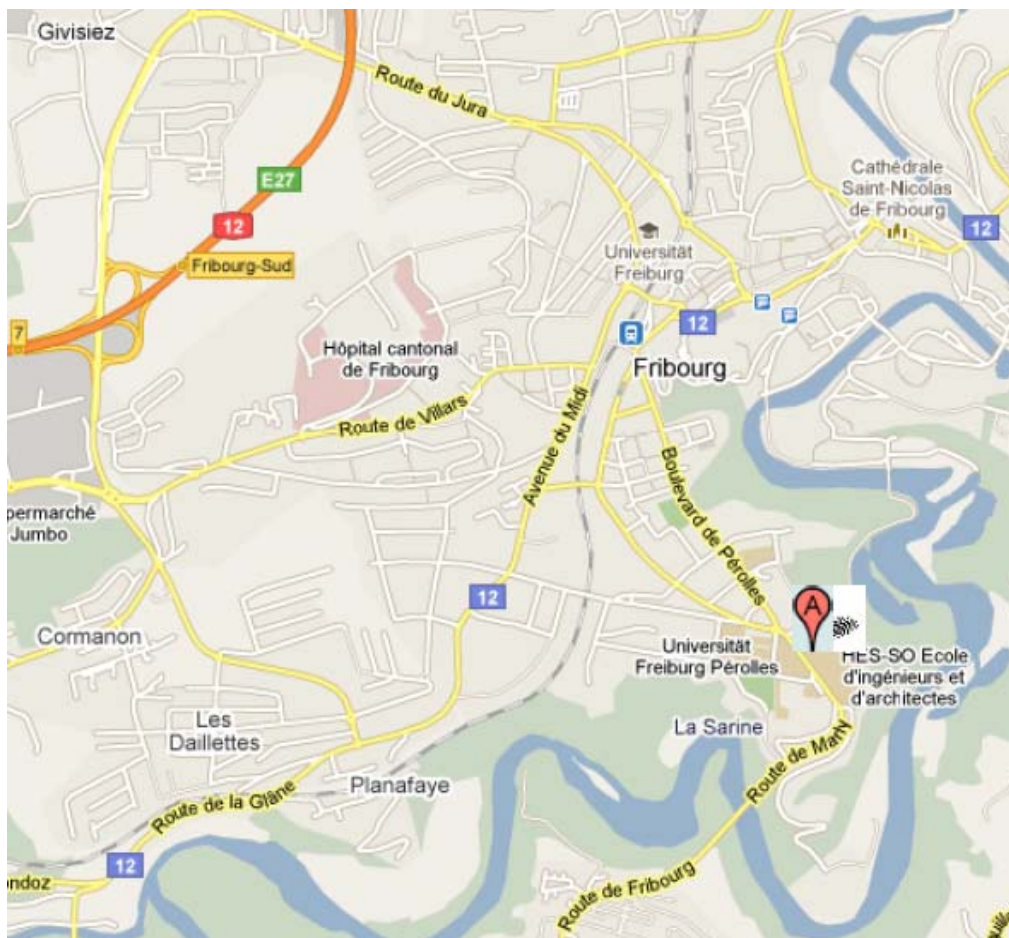 Givisiez
Route du Jura
E27
12
Fribourg-Sud
7
Cathédrale
Saint-Nicolas
de Fribourg
12
Universität
Freiburg
12
Fribourg
Hôpital cantonal
de Fribourg
Route de Villars
Avenue du Midi
Boulevard de Pérolles
permarché
Jumbo
12
A
Cormanon
Universität
Freiburg Pérolles
HES-SO Ecole
d'ingénieurs et
d'architectes
Les
Daillettes
La Sarine
Route de Marly
Planafaye
Route de la Glâne
12
ondoz
Route de Fribourg